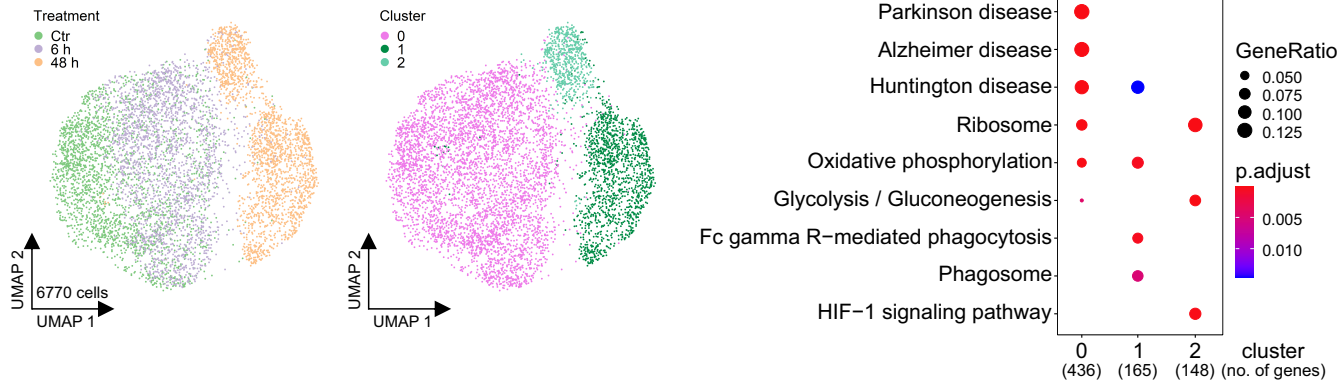 Treatment
Ctr
6 h
48 h
UMAP 2
6770 cells
UMAP 1
Cluster
0
1
2
UMAP 2
UMAP 1
Parkinson disease
Alzheimer disease
Huntington disease
Ribosome
Oxidative phosphorylation
Glycolysis / Gluconeogenesis
Fc gamma R−mediated phagocytosis
Phagosome
HIF−1 signaling pathway
0 1 2 cluster
(436) (165) (148) (no. of genes)
GeneRatio
0.050
0.075
0.100
0.125
p.adjust
0.005
0.010